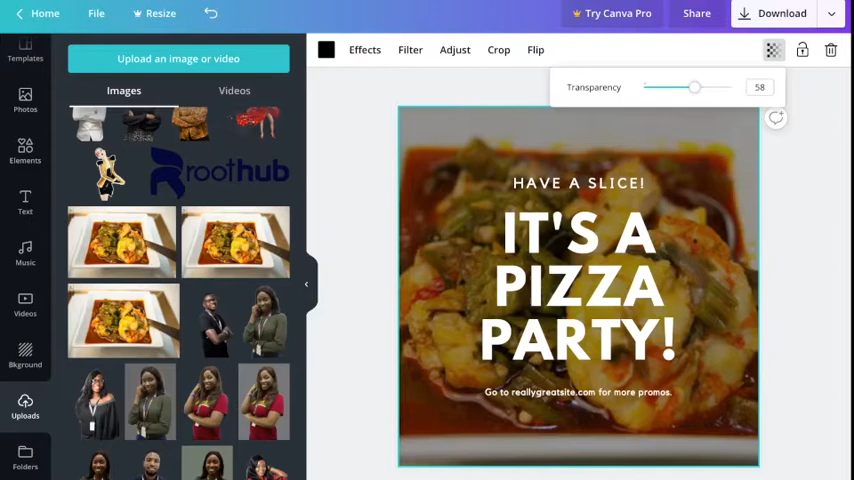 Home File Resize Try Canva Pro Share Download
Templates
Photos
Elements
Text
Music
Videos
Bkground
Uploads
Folders
Upload an image or video
Images Videos
roothub
Effects Filter Adjust Crop Flip
Transparency 58
HAVE A SLICE!
IT'S A
PIZZA
PARTY!
Go to reallygreatsite.com for more promos.